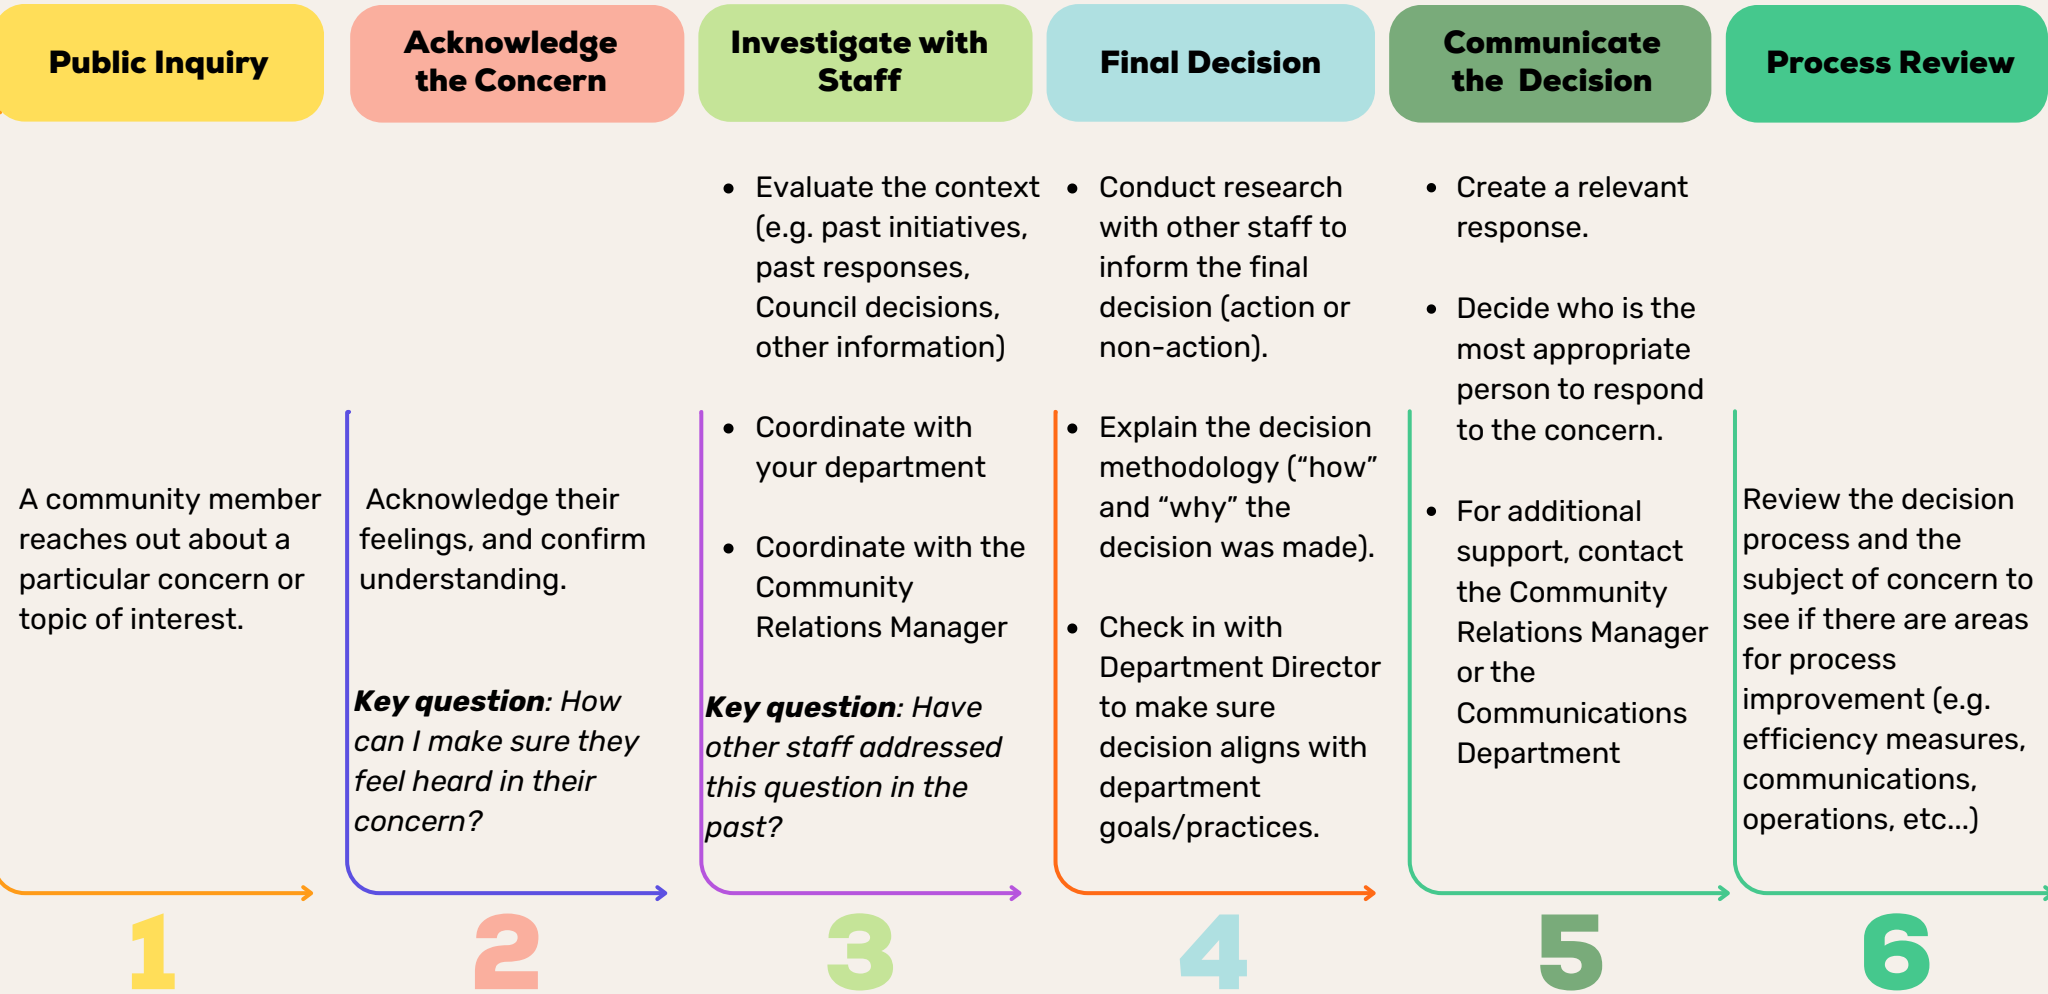 Public Inquiry
A community member
reaches out about a
particular concern or
topic of interest.
1
Acknowledge
the Concern
Acknowledge their
feelings, and confirm
understanding.
Key question: How
can I make sure they
feel heard in their
concern?
2
Investigate with
Staff
• Evaluate the context
(e.g. past initiatives,
past responses,
Council decisions,
other information)
• Coordinate with
your department
• Coordinate with the
Community
Relations Manager
Key question: Have
other staff addressed
this question in the
past?
3
Final Decision
• Conduct research
with other staff to
inform the final
decision (action or
non-action).
• Explain the decision
methodology (“how”
and “why” the
decision was made).
• Check in with
Department Director
to make sure
decision aligns with
department
goals/practices.
4
Communicate
the Decision
• Create a relevant
response.
• Decide who is the
most appropriate
person to respond
to the concern.
• For additional
support, contact
the Community
Relations Manager
or the
Communications
Department
5
Process Review
Review the decision
process and the
subject of concern to
see if there are areas
for process
improvement (e.g.
efficiency measures,
communications,
operations, etc...)
6